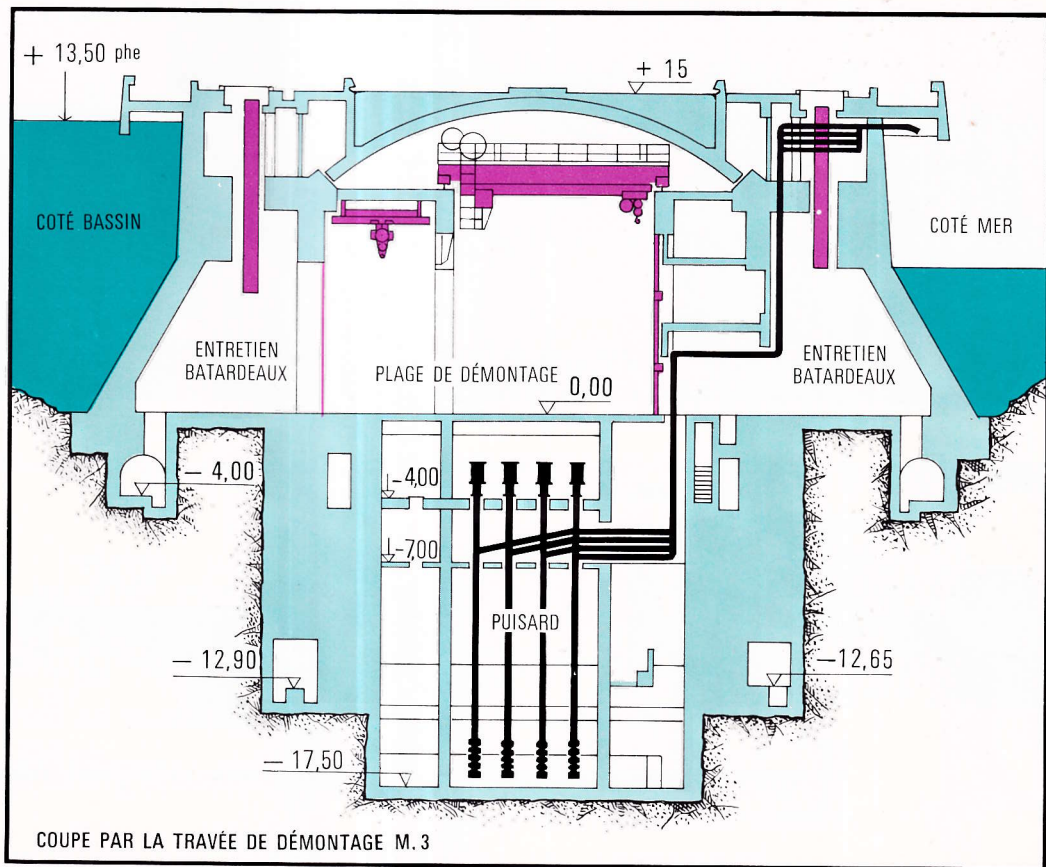 + 13,50 phe
+ 15
COTÉ BASSIN
COTÉ MER
ENTRETIEN
BATARDEAUX
PLAGE DE DÉMONTAGE
ENTRETIEN
BATARDEAUX
0,00
- 4,00
-4,00
-7,00
PUISARD
- 12,90
-12,65
- 17,50
COUPE PAR LA TRAVÉE DE DÉMONTAGE M.3